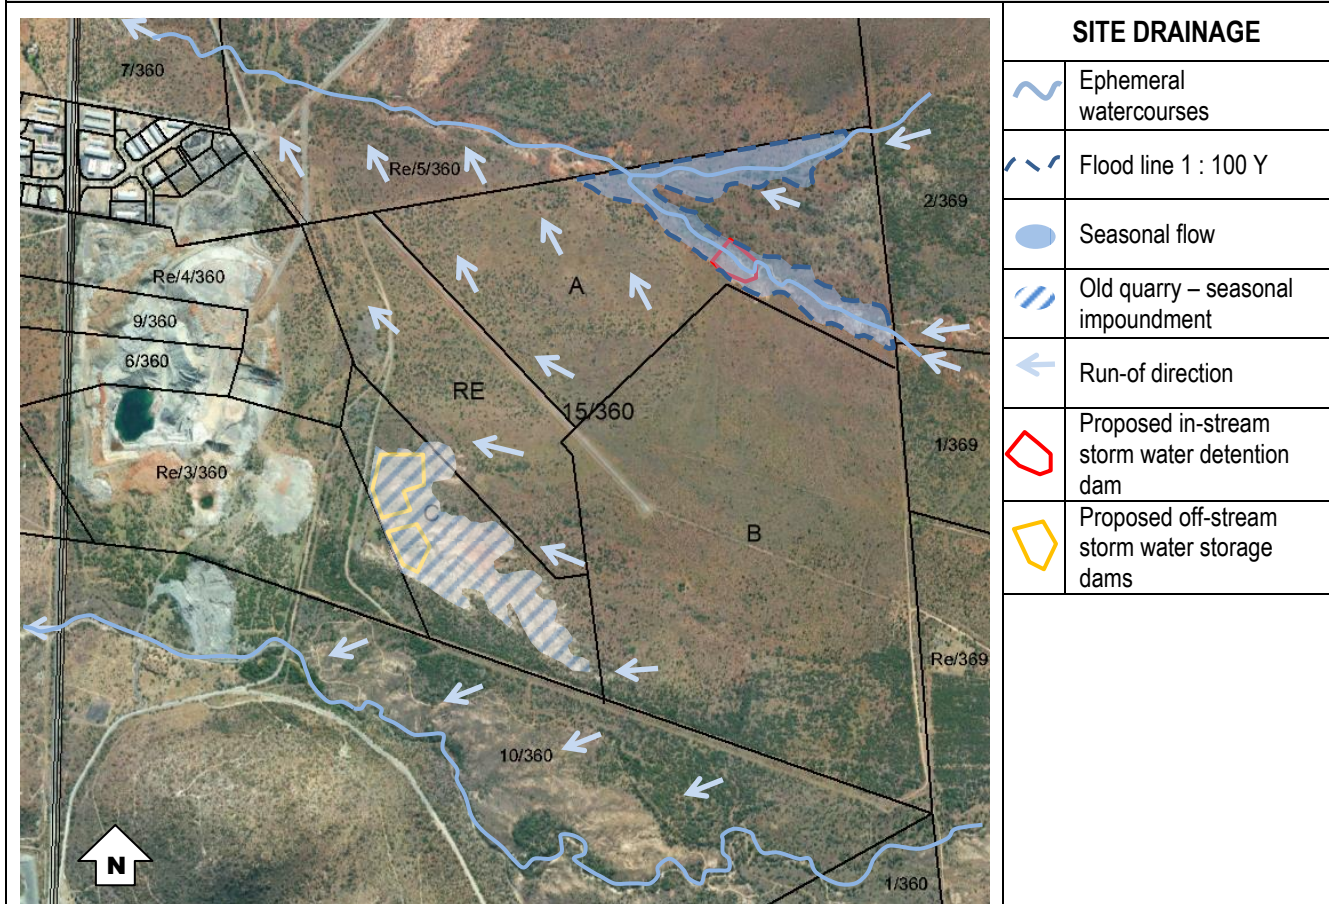 7/360
Re/5/360
2/369
Re/4/360
A
9/360
6/360
RE
15/360
1/369
Re/3/360
C
B
Re/369
10/360
N
1/360
SITE DRAINAGE
Ephemeral
watercourses
Flood line 1 : 100 Y
Seasonal flow
Old quarry – seasonal
impoundment
Run-of direction
Proposed in-stream
storm water detention
dam
Proposed off-stream
storm water storage
dams